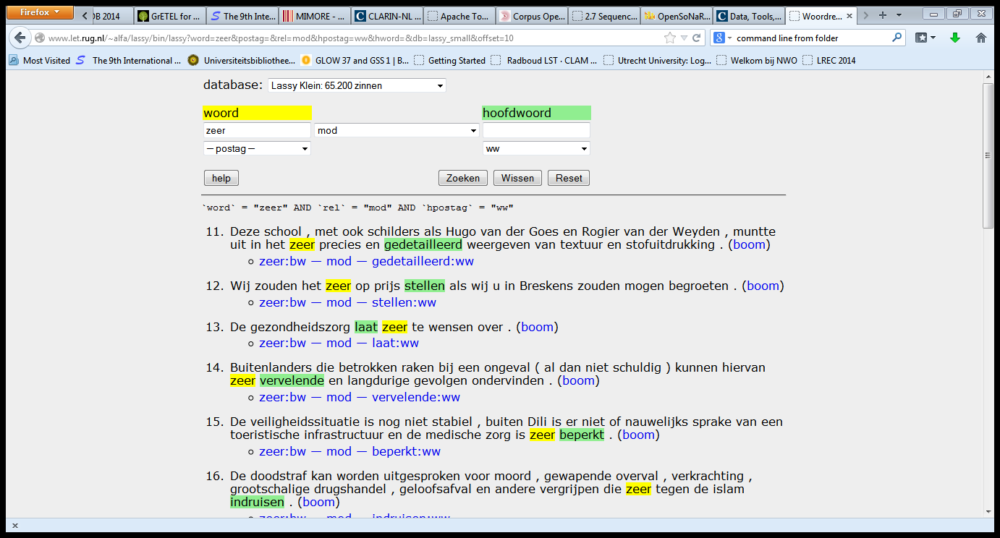 Firefox
DB 2014
GrETEL for ...
The 9th Inte...
MIMORE - ...
CLARIN-NL ...
Apache To...
Corpus Ope...
2.7 Sequenc...
OpenSoNaR...
Data, Tools,...
Woordre...
www.let.rug.nl/~alfa/lassy/bin/lassy?word=zeer&postag=&rel=mod&hpostag=ww&hword=&db=lassy_small&offset=10
command line from folder
Most Visited
The 9th International ...
Universiteitsbibliothee...
GLOW 37 and GSS 1 | B...
Getting Started
Radboud LST · CLAM ...
Utrecht University: Log...
Welkom bij NWO
LREC 2014
database: Lassy Klein: 65.200 zinnen
woord hoofdwoord
zeer mod
-- postag -- ww
help Zoeken Wissen Reset
`word` = "zeer" AND `rel` = "mod" AND `hpostag` = "ww"
11. Deze school , met ook schilders als Hugo van der Goes en Rogier van der Weyden , muntte
uit in het zeer precies en gedetailleerd weergeven van textuur en stofuitdrukking . (boom)
zeer:bw — mod — gedetailleerd:ww
12. Wij zouden het zeer op prijs stellen als wij u in Breskens zouden mogen begroeten . (boom)
zeer:bw — mod — stellen:ww
13. De gezondheidszorg laat zeer te wensen over . (boom)
zeer:bw — mod — laat:ww
14. Buitenlanders die betrokken raken bij een ongeval ( al dan niet schuldig ) kunnen hiervan
zeer vervelende en langdurige gevolgen ondervinden . (boom)
zeer:bw — mod — vervelende:ww
15. De veiligheidssituatie is nog niet stabiel , buiten Dili is er niet of nauwelijks sprake van een
toeristische infrastructuur en de medische zorg is zeer beperkt . (boom)
zeer:bw — mod — beperkt:ww
16. De doodstraf kan worden uitgesproken voor moord , gewapende overval , verkrachting ,
grootschalige drugshandel , geloofsafval en andere vergrijpen die zeer tegen de islam
indruisen . (boom)
zeer:bw — mod — indruisen:ww